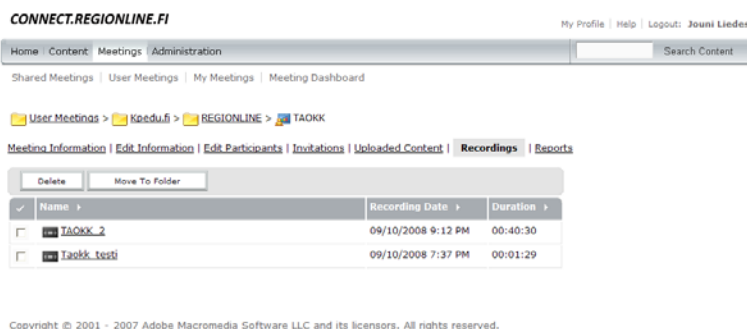 CONNECT.REGIONLINE.FI
My Profile | Help | Logout: Jouni Liedes
Home Content Meetings Administration Search Content
Shared Meetings | User Meetings | My Meetings | Meeting Dashboard
User Meetings > Kpedu.fi > REGIONLINE > TAOKK
Meeting Information | Edit Information | Edit Participants | Invitations | Uploaded Content | Recordings | Reports
Delete Move To Folder
Name Recording Date Duration
TAOKK_2 09/10/2008 9:12 PM 00:40:30
Taokk_testi 09/10/2008 7:37 PM 00:01:29
Copyright © 2001 - 2007 Adobe Macromedia Software LLC and its licensors. All rights reserved.